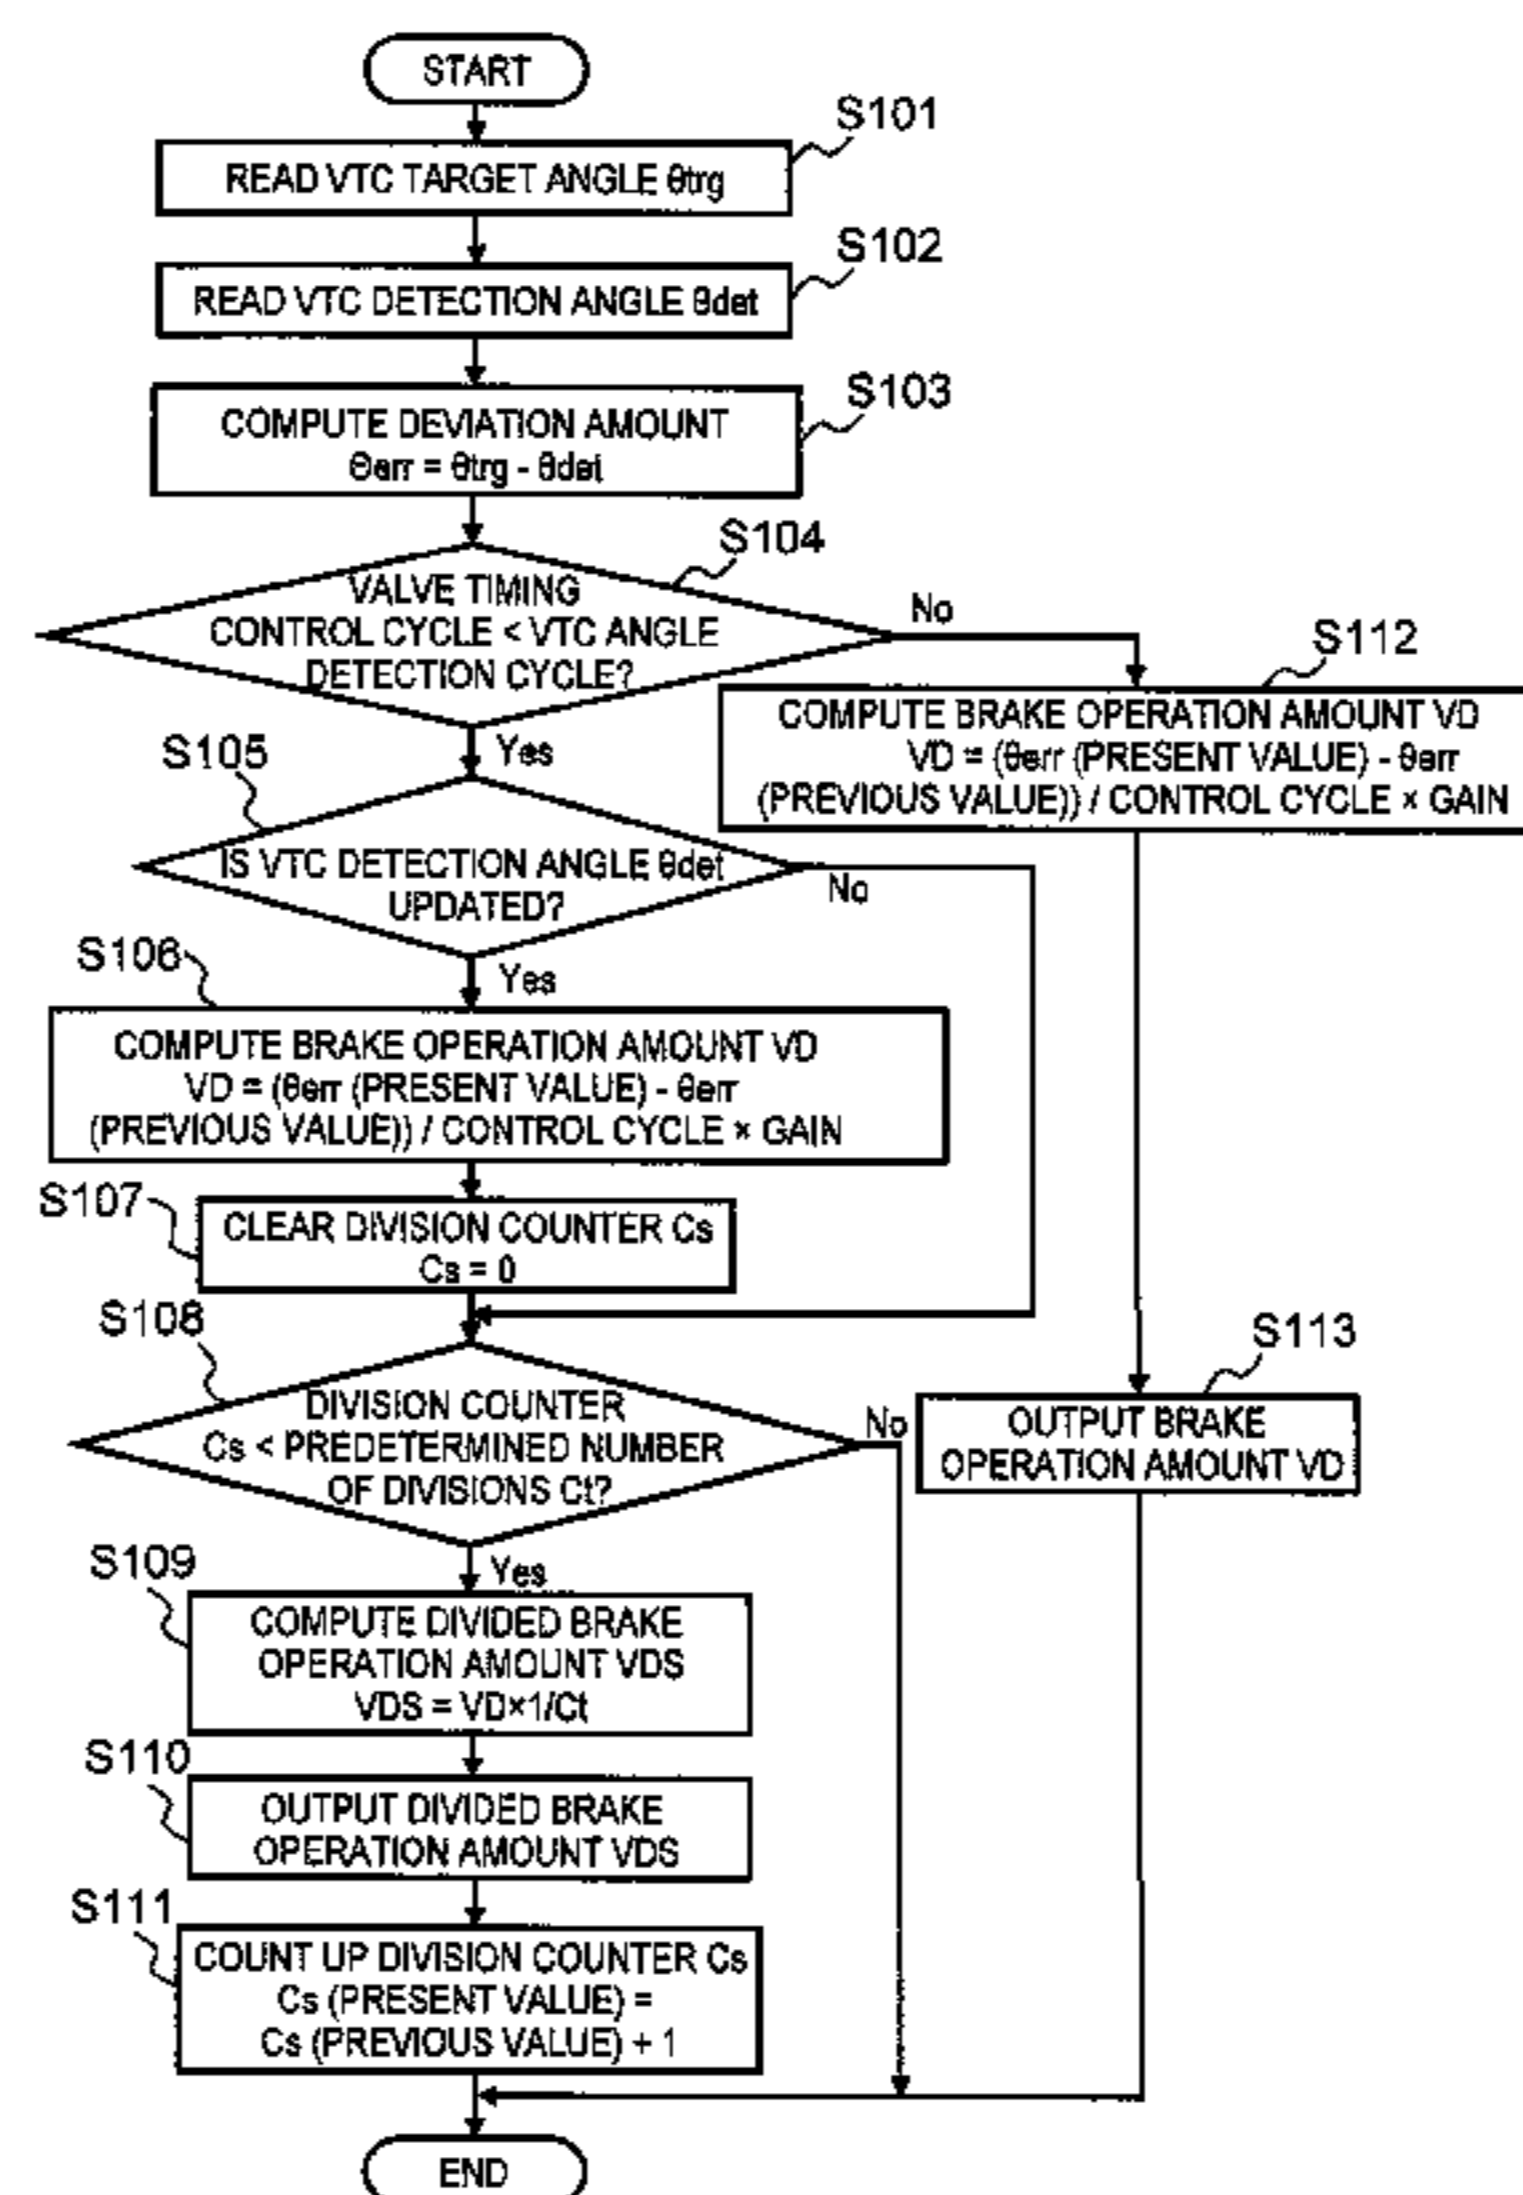 START
S101
READ VTC TARGET ANGLE θtrg
S102
READ VTC DETECTION ANGLE θdet
S103
COMPUTE DEVIATION AMOUNT
Θerr = θtrg - θdet
S104
VALVE TIMING
CONTROL CYCLE < VTC ANGLE
DETECTION CYCLE?
No
Yes
S112
COMPUTE BRAKE OPERATION AMOUNT VD
VD = (θerr (PRESENT VALUE) - θerr
(PREVIOUS VALUE)) / CONTROL CYCLE × GAIN
S105
IS VTC DETECTION ANGLE θdet
UPDATED?
No
Yes
S106
COMPUTE BRAKE OPERATION AMOUNT VD
VD = (θerr (PRESENT VALUE) - θerr
(PREVIOUS VALUE)) / CONTROL CYCLE × GAIN
S107
CLEAR DIVISION COUNTER Cs
Cs = 0
S108
DIVISION COUNTER
Cs < PREDETERMINED NUMBER
OF DIVISIONS Ct?
No
Yes
S113
OUTPUT BRAKE
OPERATION AMOUNT VD
S109
COMPUTE DIVIDED BRAKE
OPERATION AMOUNT VDS
VDS = VD×1/Ct
S110
OUTPUT DIVIDED BRAKE
OPERATION AMOUNT VDS
S111
COUNT UP DIVISION COUNTER Cs
Cs (PRESENT VALUE) =
Cs (PREVIOUS VALUE) + 1
END